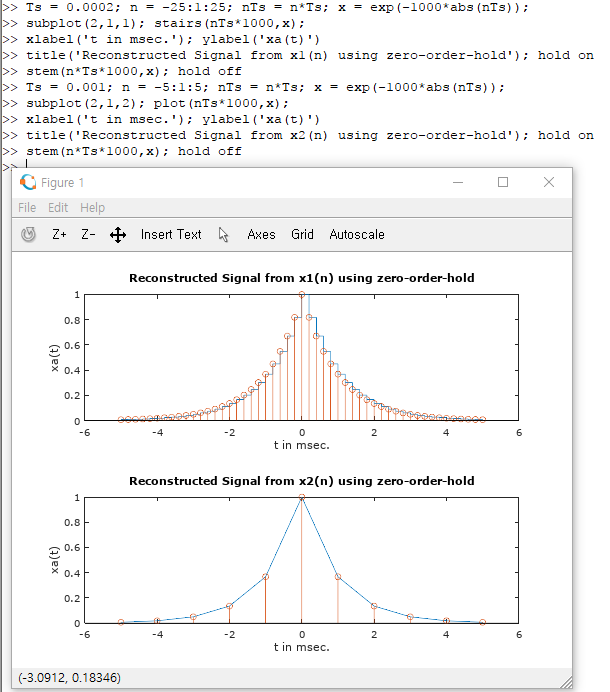 >> Ts = 0.0002; n = -25:1:25; nTs = n*Ts; x = exp(-1000*abs(nTs));
>> subplot(2,1,1); stairs(nTs*1000,x);
>> xlabel('t in msec.'); ylabel('xa(t)')
>> title('Reconstructed Signal from x1(n) using zero-order-hold'); hold on
>> stem(n*Ts*1000,x); hold off
>> Ts = 0.001; n = -5:1:5; nTs = n*Ts; x = exp(-1000*abs(nTs));
>> subplot(2,1,2); plot(nTs*1000,x);
>> xlabel('t in msec.'); ylabel('xa(t)')
>> title('Reconstructed Signal from x2(n) using zero-order-hold'); hold on
>> stem(n*Ts*1000,x); hold off
>>
Figure 1
File Edit Help
Z+ Z- Insert Text Axes Grid Autoscale
Reconstructed Signal from x1(n) using zero-order-hold
1
0.8
0.6
0.4
0.2
0
xa(t)
-6 -4 -2 0 2 4 6
t in msec.
Reconstructed Signal from x2(n) using zero-order-hold
1
0.8
0.6
0.4
0.2
0
xa(t)
-6 -4 -2 0 2 4 6
t in msec.
(-3.0912, 0.18346)